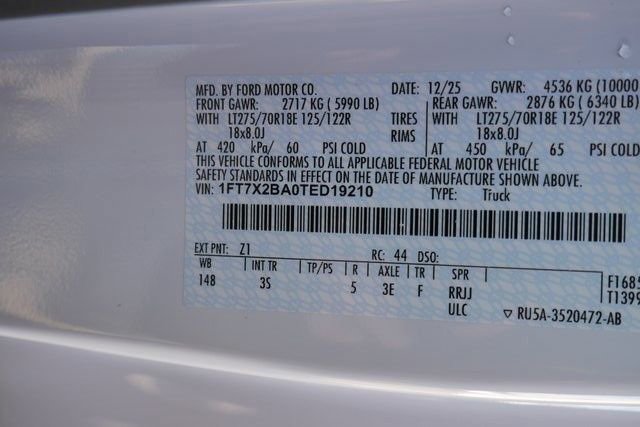 MFD. BY FORD MOTOR CO. DATE: 12/25 GVWR: 4536 KG (10000
FRONT GAWR: 2717 KG ( 5990 LB) REAR GAWR: 2876 KG ( 6340 LB)
WITH LT275/70R18E 125/122R TIRES WITH LT275/70R18E 125/122R
18x8.0J RIMS 18x8.0J
AT 420 kPa/ 60 PSI COLD AT 450 kPa/ 65 PSI COLD
THIS VEHICLE CONFORMS TO ALL APPLICABLE FEDERAL MOTOR VEHICLE
SAFETY STANDARDS IN EFFECT ON THE DATE OF MANUFACTURE SHOWN ABOVE.
VIN: 1FT7X2BA0TED19210 TYPE: Truck
EXT PNT: Z1 RC: 44 DSO:
WB INT TR TP/PS R AXLE TR SPR
148 3S 5 3E F RRJJ
ULC
F1685
T1399
▽ RU5A-3520472-AB